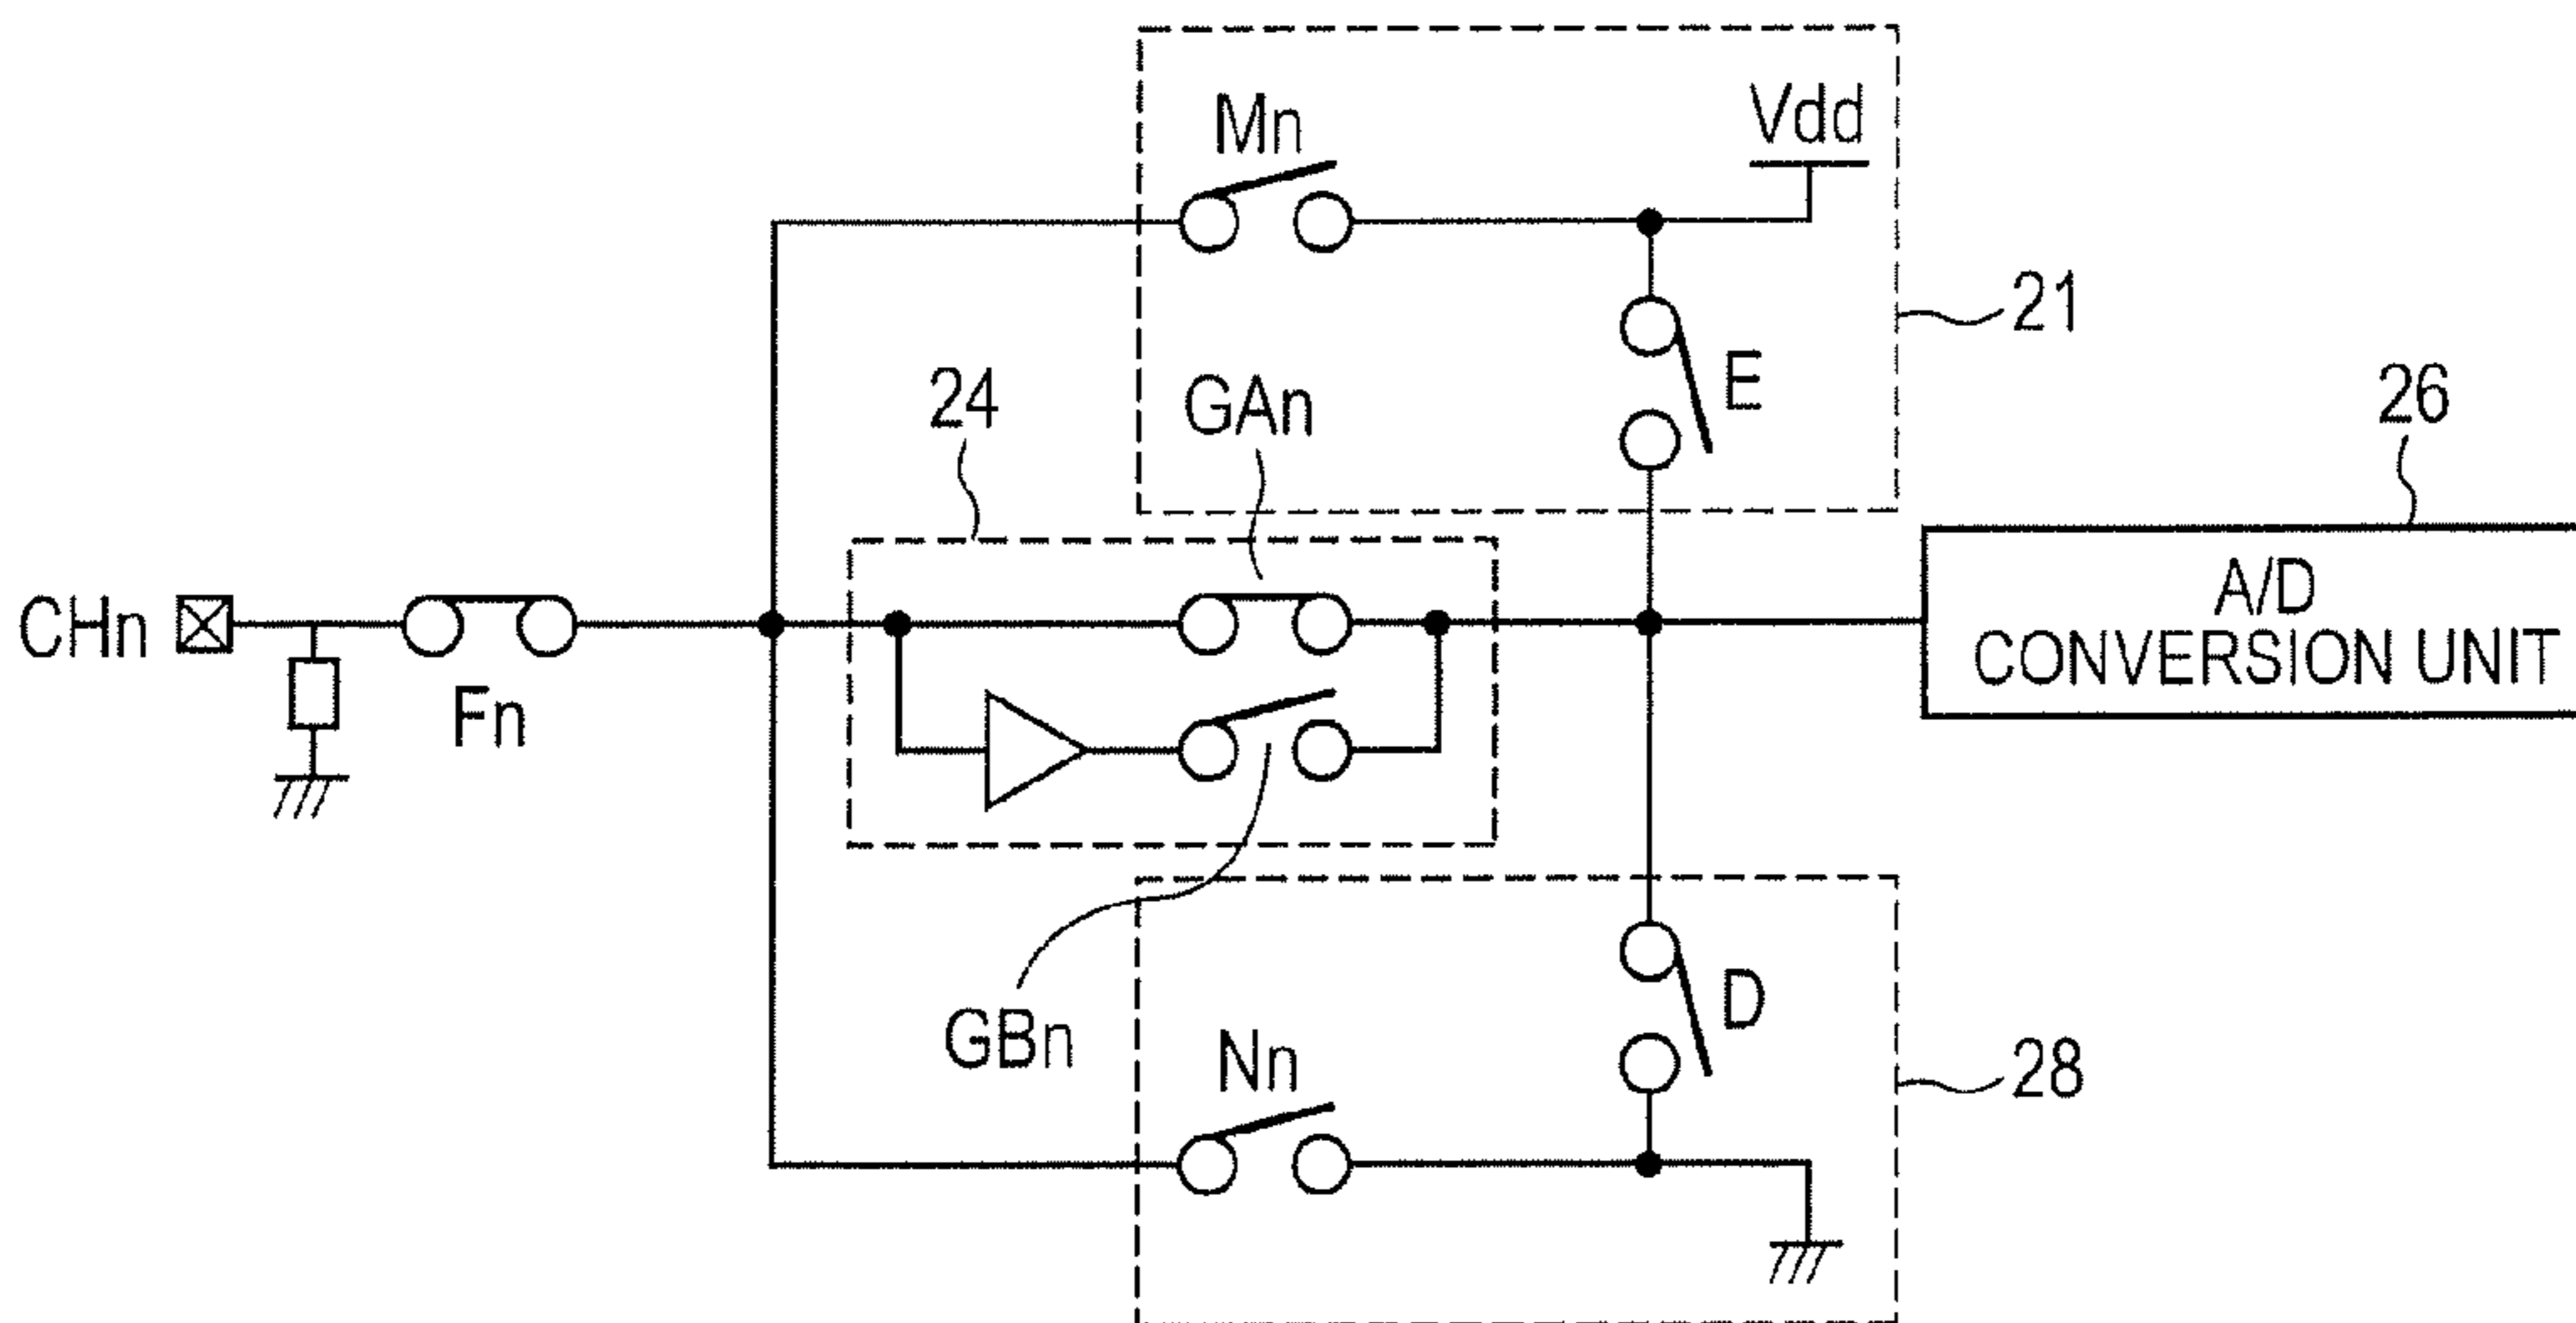 Mn
Vdd
21
E
24
GAn
26
CHn
Fn
A/D
CONVERSION UNIT
GBn
Nn
D
28